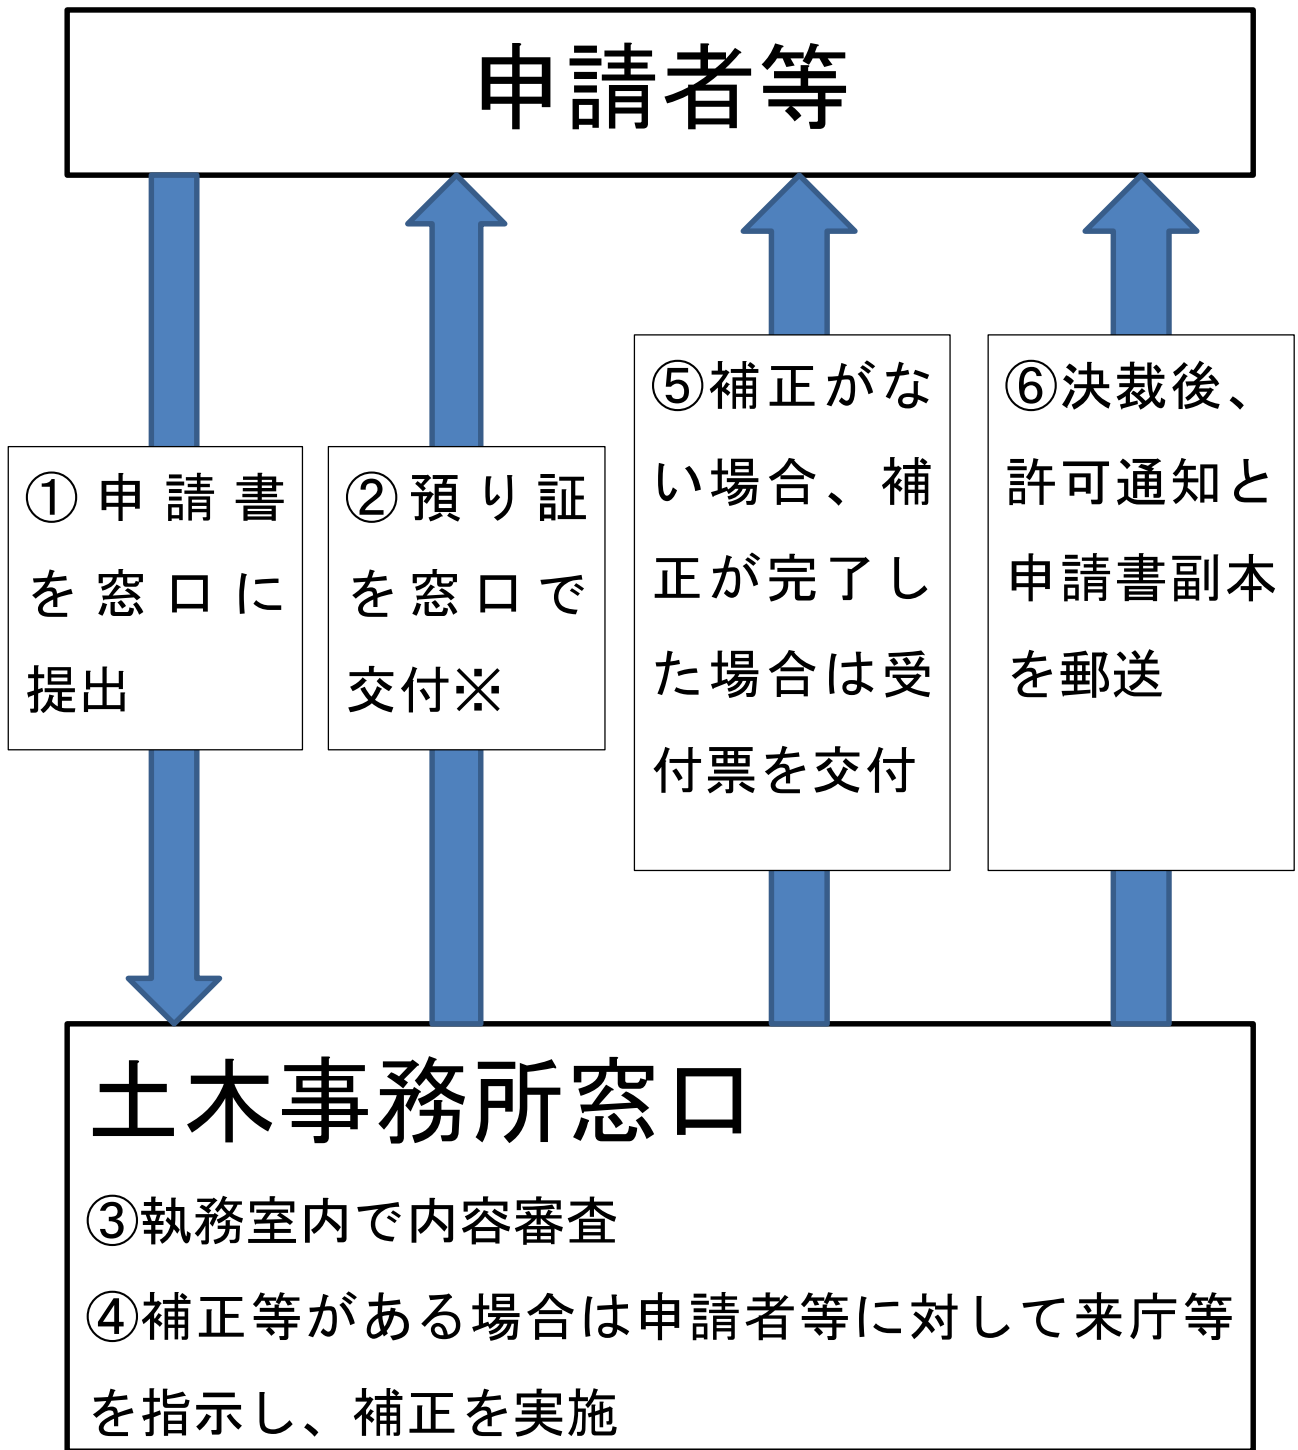 申請者等
①申請書
を窓口に
提出
②預り証
を窓口で
交付※
⑤補正がな
い場合、補
正が完了し
た場合は受
付票を交付
⑥決裁後、
許可通知と
申請書副本
を郵送
土木事務所窓口
③執務室内で内容審査
④補正等がある場合は申請者等に対して来庁等
を指示し、補正を実施